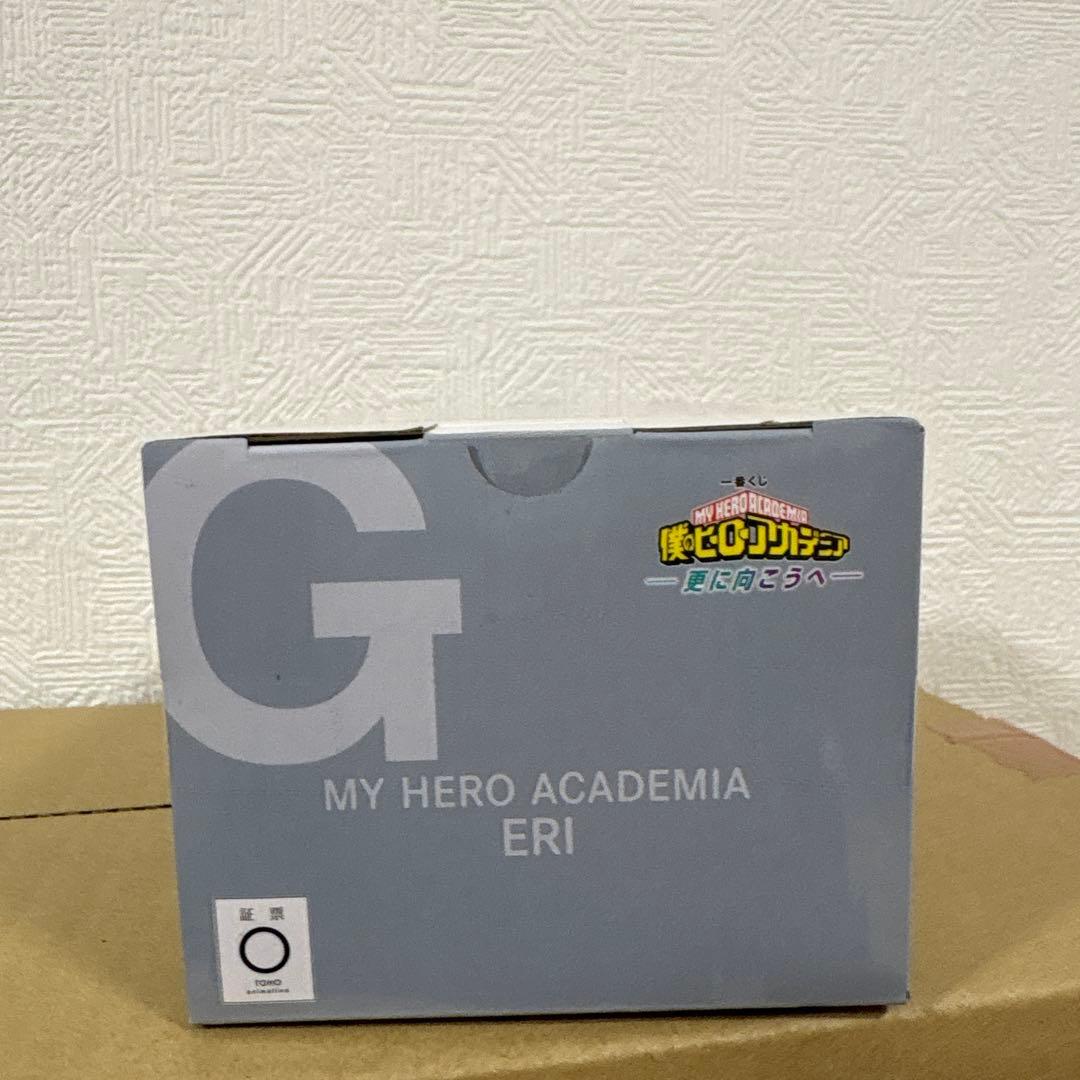 G
一番くじ
MY HERO ACADEMIA
僕のヒーローアカデミア
更に向こうへ
MY HERO ACADEMIA
ERI
証票
TOHO
animation